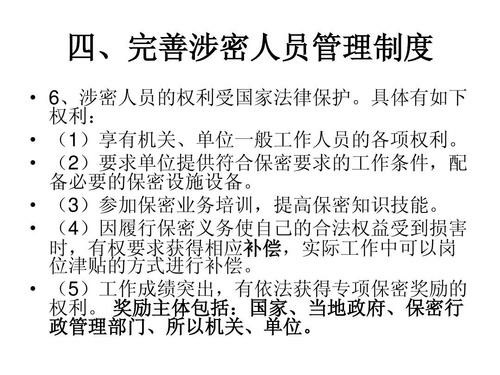 四、完善涉密人员管理制度
• 6、涉密人员的权利受国家法律保护。具体有如下
权利：
• （1）享有机关、单位一般工作人员的各项权利。
• （2）要求单位提供符合保密要求的工作条件，配
备必要的保密设施设备。
• （3）参加保密业务培训，提高保密知识技能。
• （4）因履行保密义务使自己的合法权益受到损害
时，有权要求获得相应补偿，实际工作中可以岗
位津贴的方式进行补偿。
• （5）工作成绩突出，有依法获得专项保密奖励的
权利。 奖励主体包括：国家、当地政府、保密行
政管理部门、所以机关、单位。